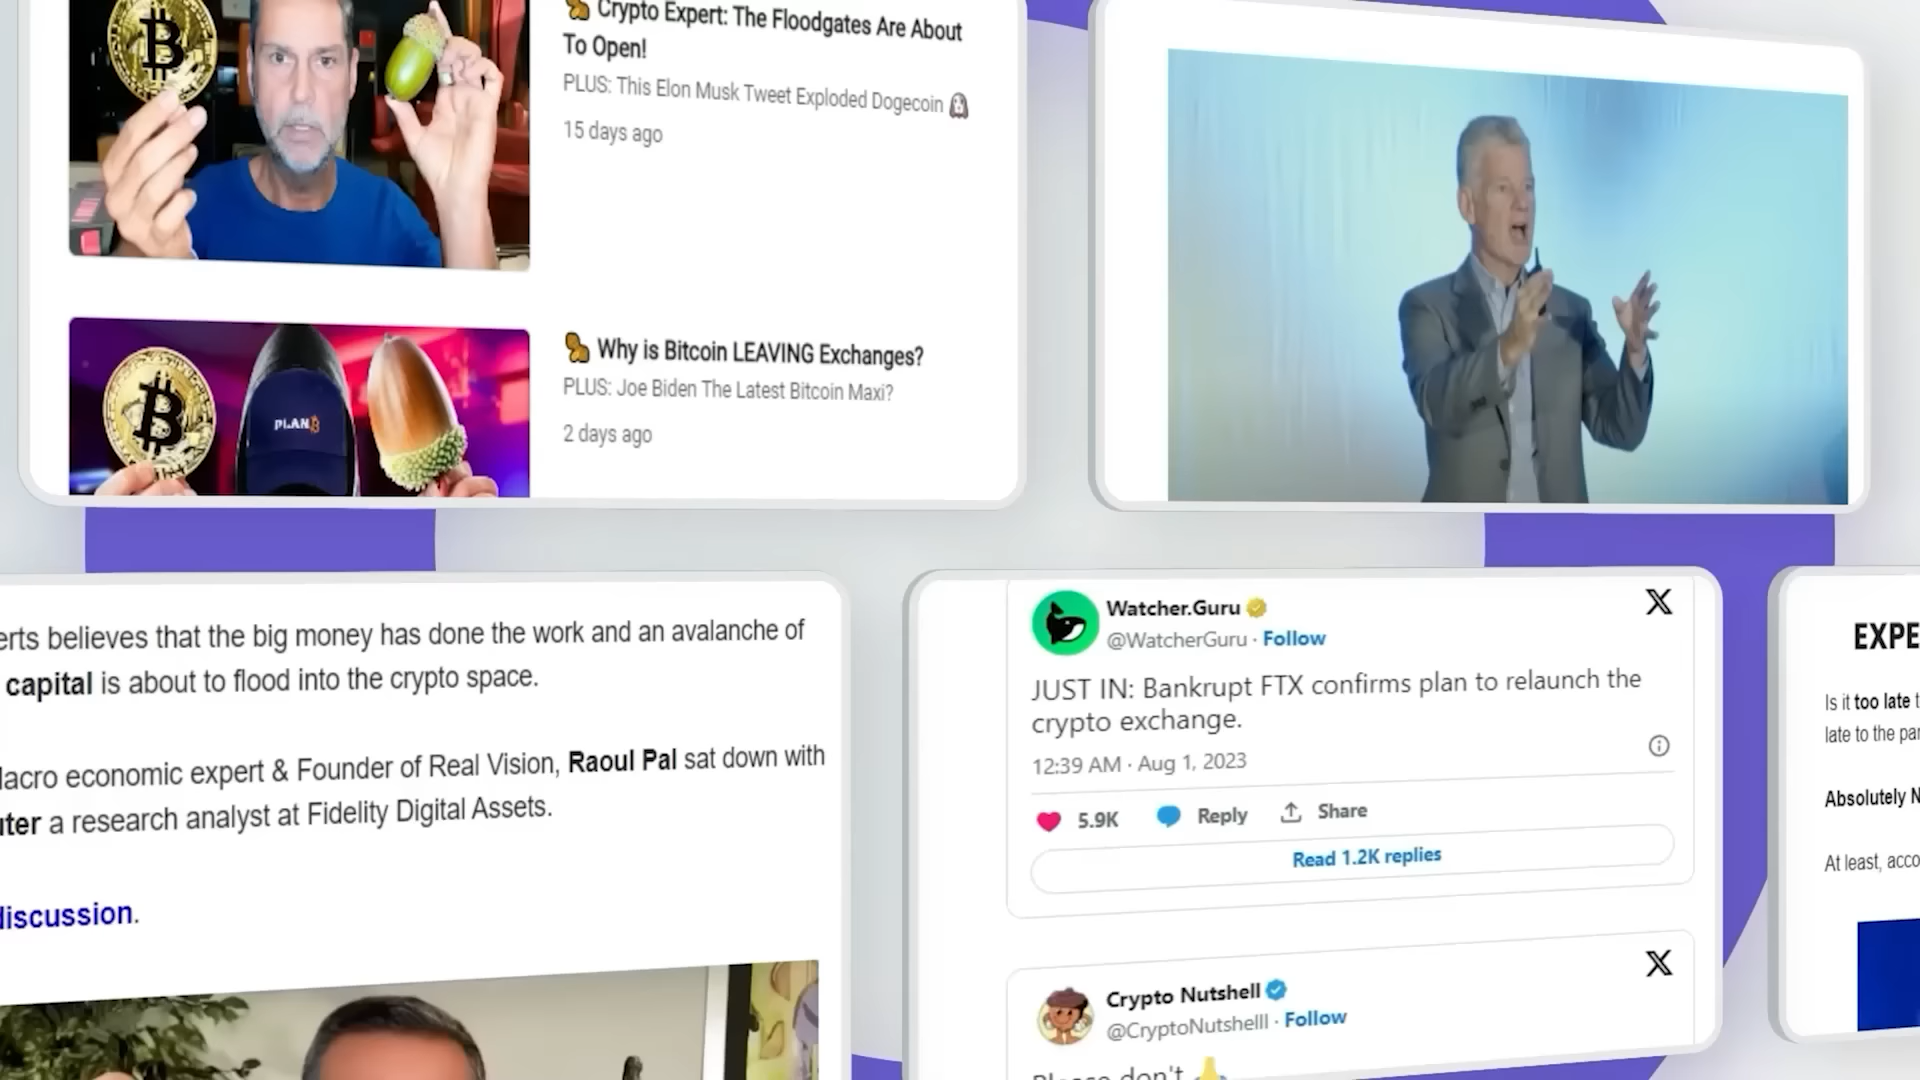 Crypto Expert: The Floodgates Are About
To Open!
PLUS: This Elon Musk Tweet Exploded Dogecoin
15 days ago
Why is Bitcoin LEAVING Exchanges?
PLUS: Joe Biden The Latest Bitcoin Maxi?
2 days ago
PLAN₿
erts believes that the big money has done the work and an avalanche of
capital is about to flood into the crypto space.
Macro economic expert & Founder of Real Vision, Raoul Pal sat down with
uter a research analyst at Fidelity Digital Assets.
discussion.
Watcher.Guru
@WatcherGuru · Follow
X
JUST IN: Bankrupt FTX confirms plan to relaunch the
crypto exchange.
12:39 AM · Aug 1, 2023
5.9K Reply Share
Read 1.2K replies
Crypto Nutshell
@CryptoNutshelll · Follow
X
Please don't
EXPE
Is it too late t
late to the par
Absolutely N
At least, acco